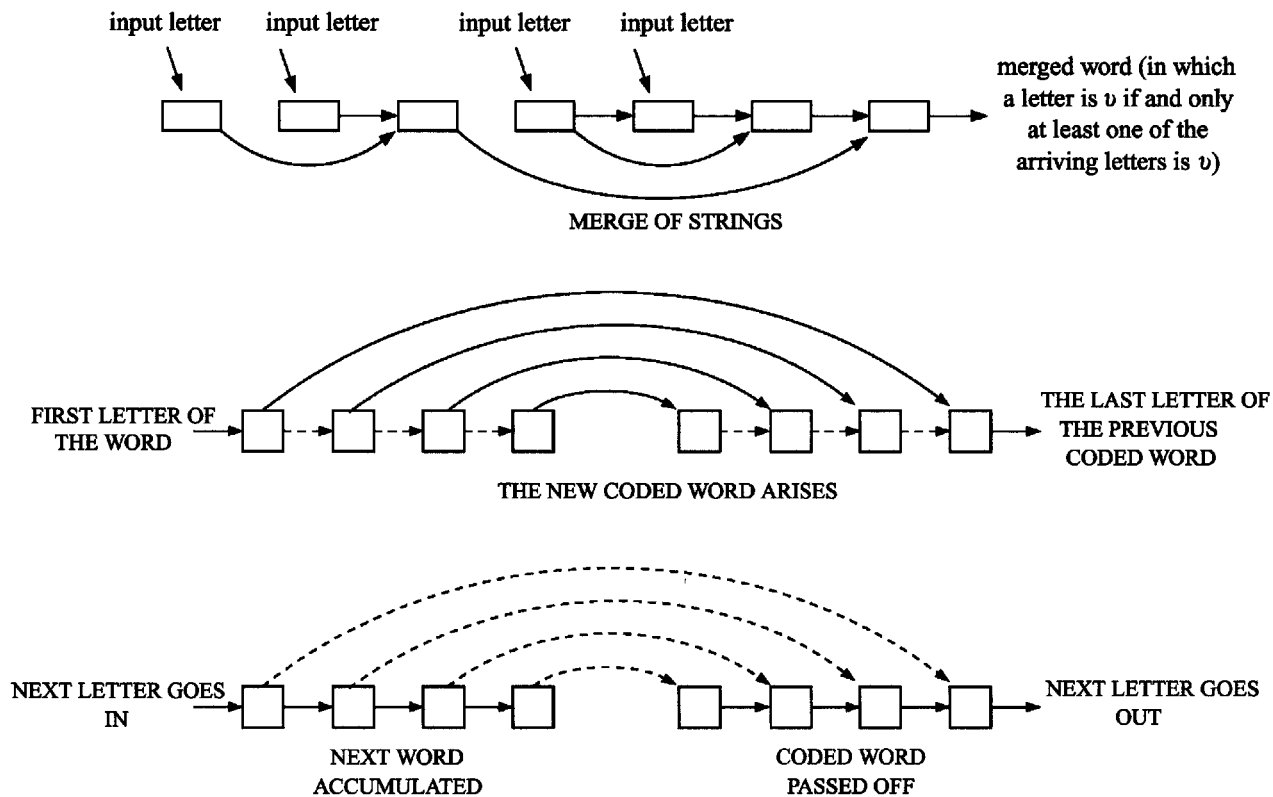 input letter
input letter
input letter
input letter
merged word (in which
a letter is υ if and only
at least one of the
arriving letters is υ)
MERGE OF STRINGS
FIRST LETTER OF
THE WORD
THE LAST LETTER OF
THE PREVIOUS
CODED WORD
THE NEW CODED WORD ARISES
NEXT LETTER GOES
IN
NEXT LETTER GOES
OUT
NEXT WORD
ACCUMULATED
CODED WORD
PASSED OFF